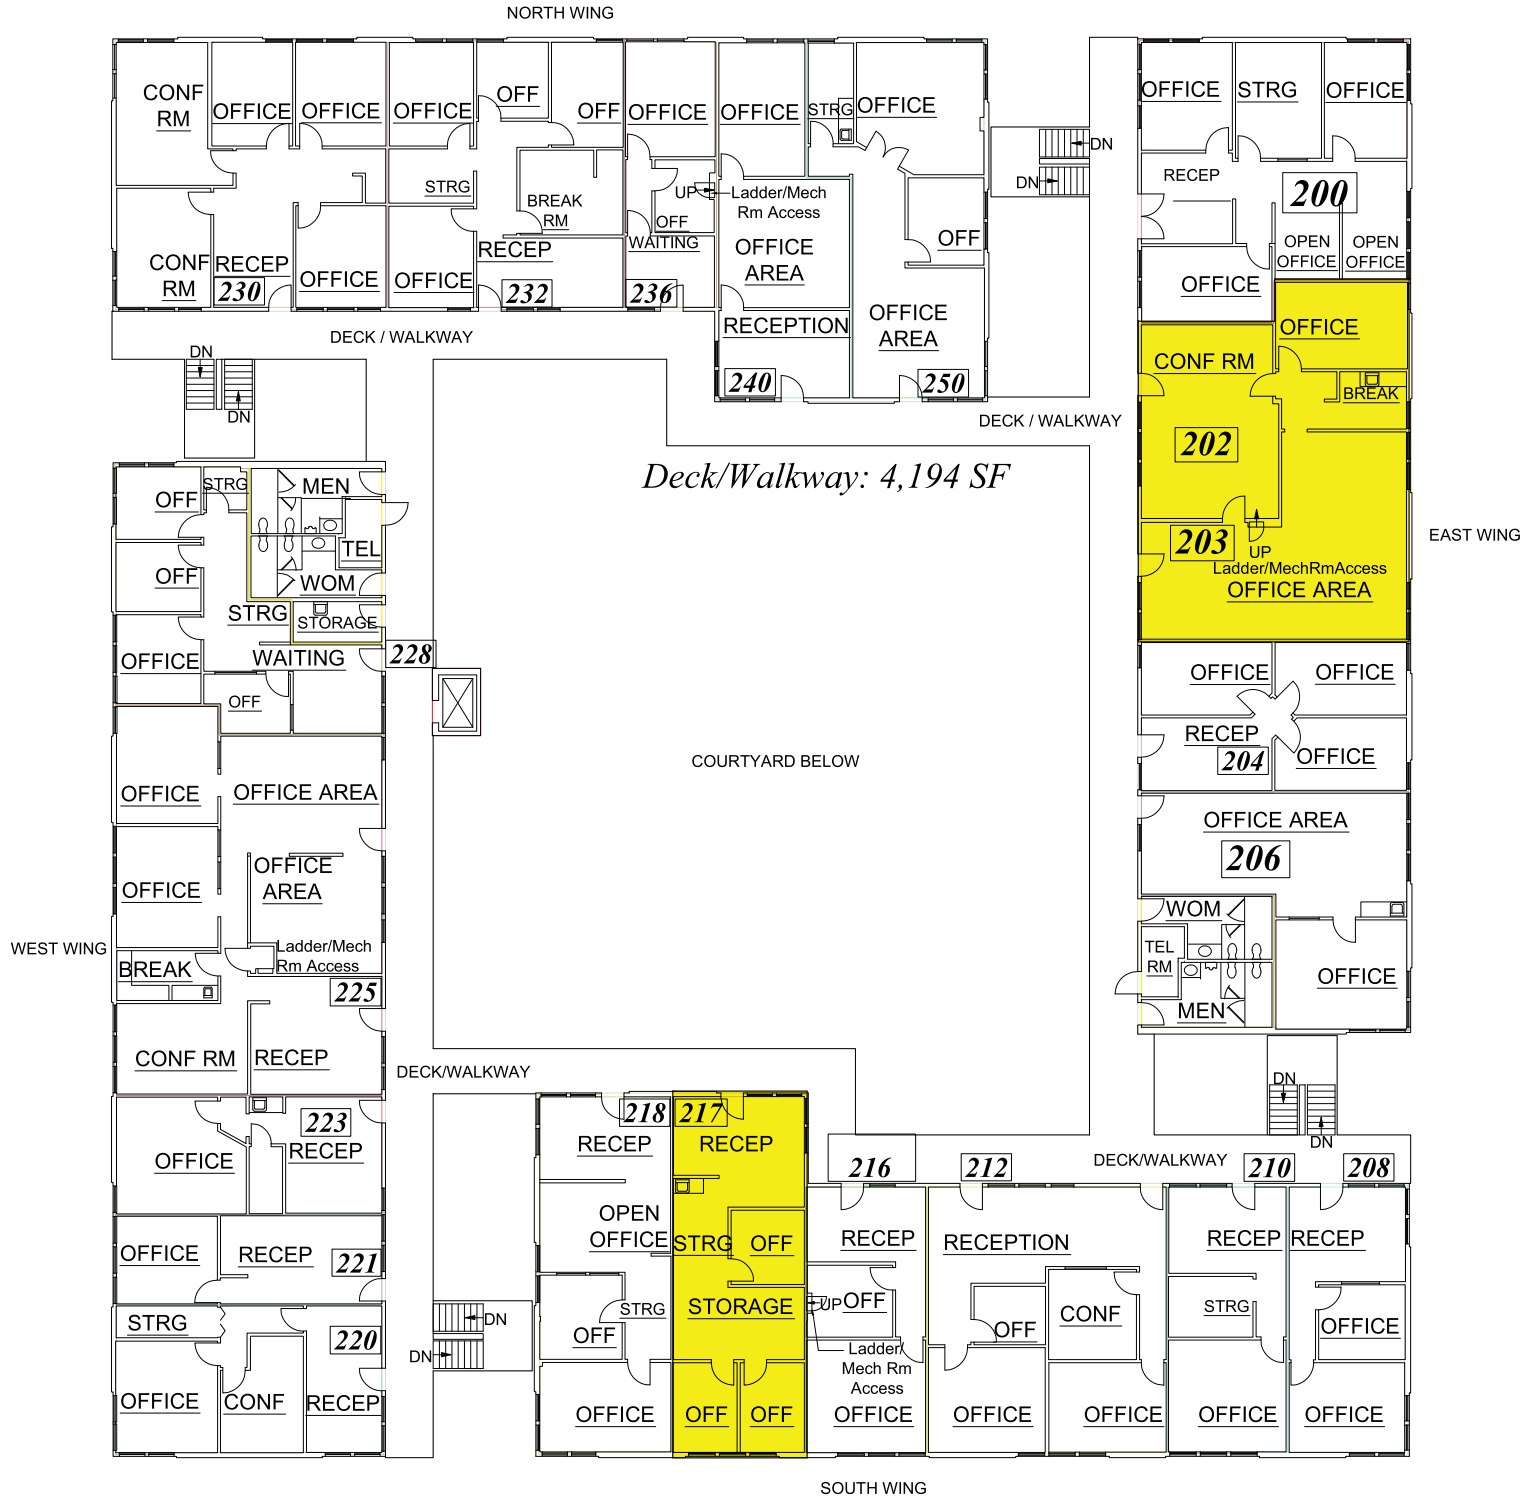 NORTH WING
CONF
RM
OFFICE
OFFICE
OFFICE
OFF
OFF
OFFICE
OFFICE
STRG
OFFICE
STRG
BREAK
RM
UP
Ladder/Mech
Rm Access
OFF
WAITING
OFFICE
AREA
OFF
CONF
RM
RECEP
230
OFFICE
OFFICE
RECEP
232
236
RECEPTION
240
OFFICE
AREA
250
DECK / WALKWAY
DN
DN
DN
DN
DECK / WALKWAY
OFFICE
STRG
OFFICE
RECEP
200
OPEN
OFFICE
OPEN
OFFICE
OFFICE
OFFICE
CONF RM
BREAK
202
203
UP
Ladder/MechRmAccess
OFFICE AREA
EAST WING
Deck/Walkway: 4,194 SF
OFF
STRG
MEN
TEL
OFF
WOM
STRG
STORAGE
OFFICE
WAITING
228
OFF
OFFICE
OFFICE AREA
OFFICE
OFFICE
AREA
WEST WING
Ladder/Mech
Rm Access
BREAK
225
CONF RM
RECEP
COURTYARD BELOW
OFFICE
OFFICE
RECEP
204
OFFICE
OFFICE AREA
206
WOM
TEL
RM
OFFICE
MEN
DECK/WALKWAY
DN
DN
223
OFFICE
RECEP
OFFICE
RECEP
221
STRG
220
OFFICE
CONF
RECEP
DN
DN
218
RECEP
OPEN
OFFICE
STRG
OFF
OFFICE
217
RECEP
STRG
OFF
STORAGE
OFF
OFF
216
RECEP
UP
OFF
Ladder/
Mech Rm
Access
OFFICE
212
DECK/WALKWAY
210
208
RECEPTION
OFF
CONF
OFFICE
OFFICE
RECEP
STRG
OFFICE
RECEP
OFFICE
OFFICE
SOUTH WING